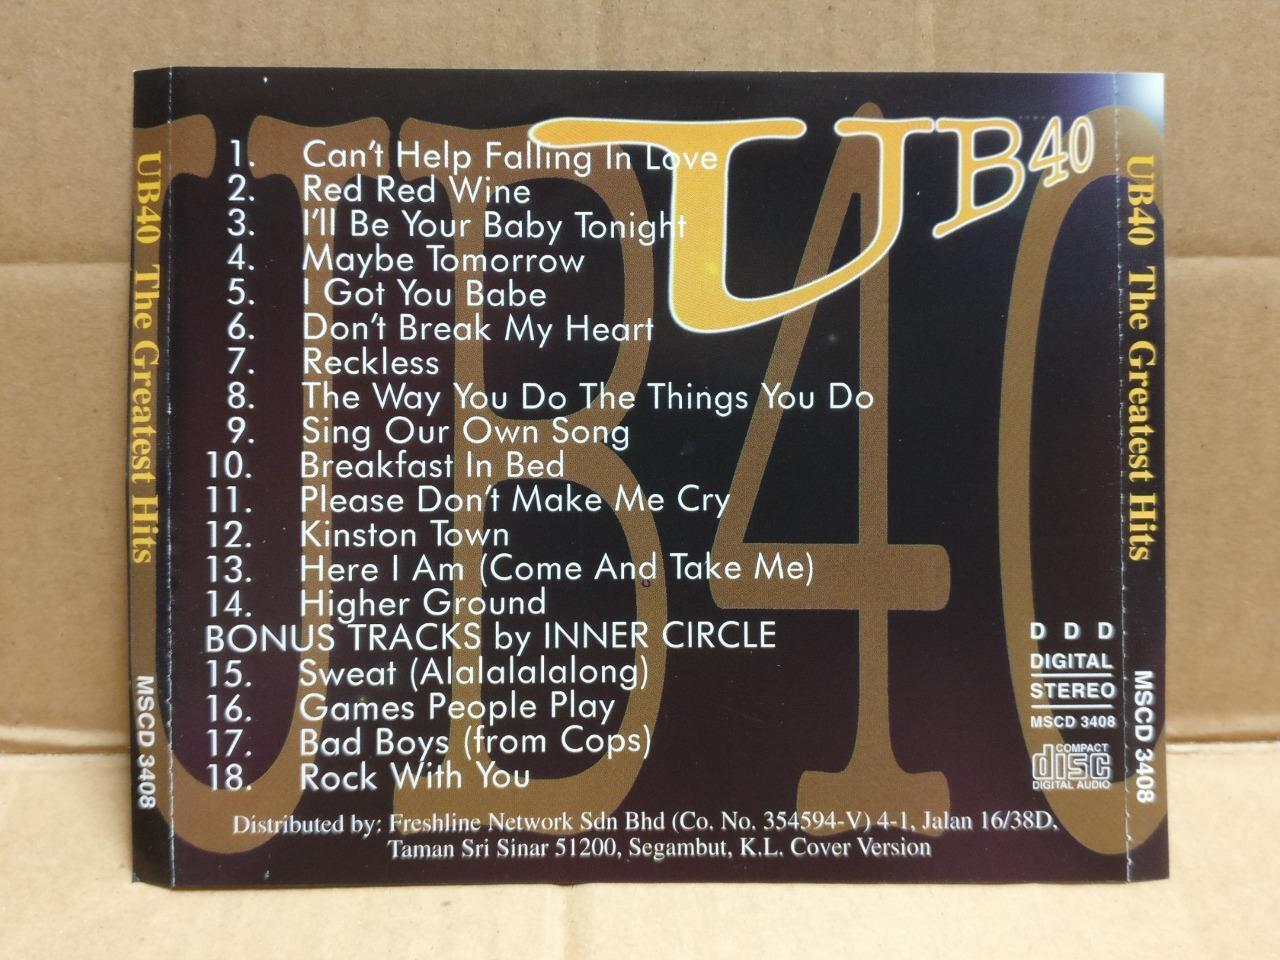 UB40
1. Can't Help Falling In Love
2. Red Red Wine
3. I'll Be Your Baby Tonight
4. Maybe Tomorrow
5. I Got You Babe
6. Don't Break My Heart
7. Reckless
8. The Way You Do The Things You Do
9. Sing Our Own Song
10. Breakfast In Bed
11. Please Don't Make Me Cry
12. Kinston Town
13. Here I Am (Come And Take Me)
14. Higher Ground
BONUS TRACKS by INNER CIRCLE
15. Sweat (Alalalalalong)
16. Games People Play
17. Bad Boys (from Cops)
18. Rock With You
Distributed by: Freshline Network Sdn Bhd (Co. No. 354594-V) 4-1, Jalan 16/38D,
Taman Sri Sinar 51200, Segambut, K.L. Cover Version
D D D
DIGITAL
STEREO
MSCD 3408
COMPACT
disc
DIGITAL AUDIO
UB40 The Greatest Hits
MSCD 3408
UB40 The Greatest Hits
MSCD 3408
UB40